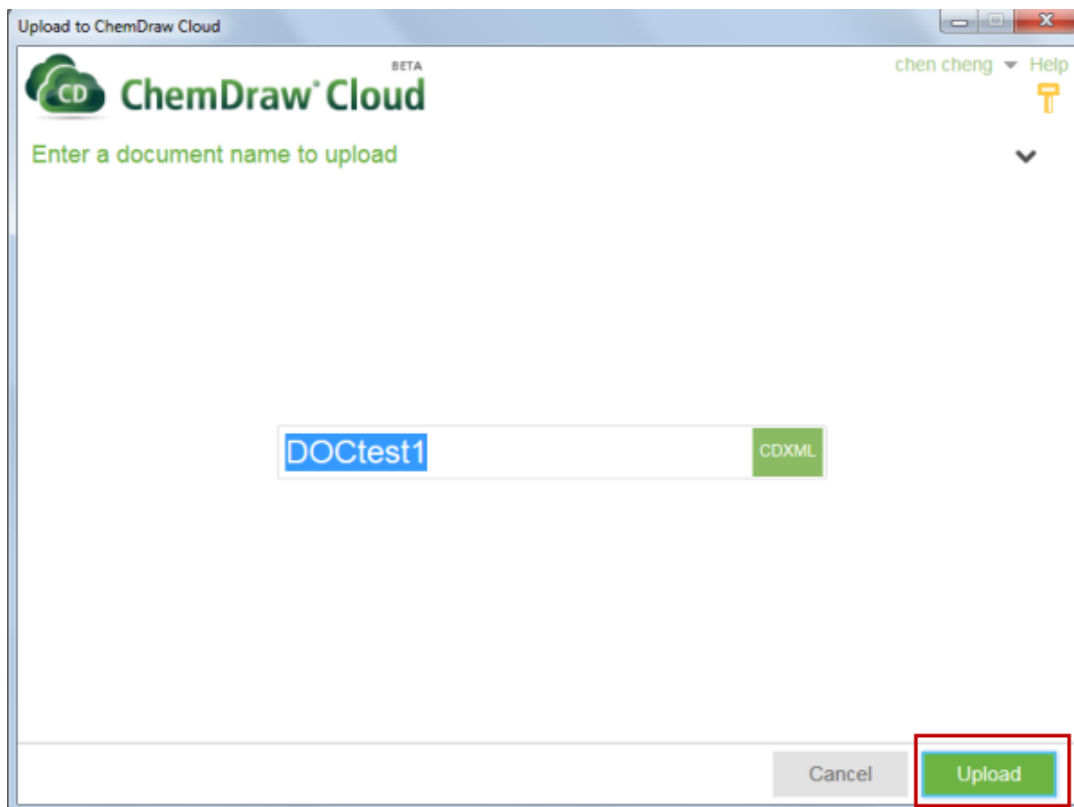 Upload to ChemDraw Cloud
BETA
CD
ChemDraw® Cloud
chen cheng Help
Enter a document name to upload
DOCtest1 CDXML
Cancel Upload